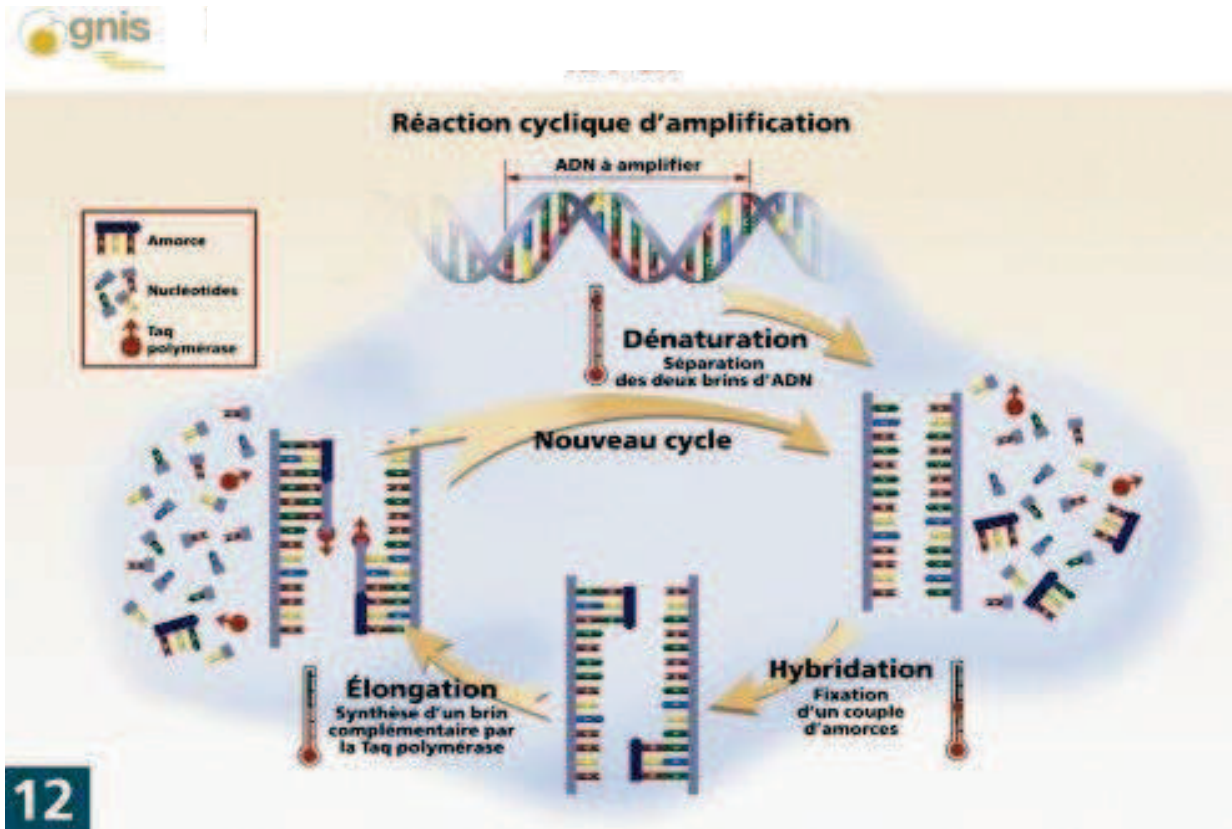 gnis
Réaction cyclique d'amplification
ADN à amplifier
Amorce
Nucléotides
Taq
polymérase
Dénaturation
Séparation
des deux brins d'ADN
Nouveau cycle
Hybridation
Fixation
d'un couple
d'amorces
Élongation
Synthèse d'un brin
complémentaire par
la Taq polymérase
12